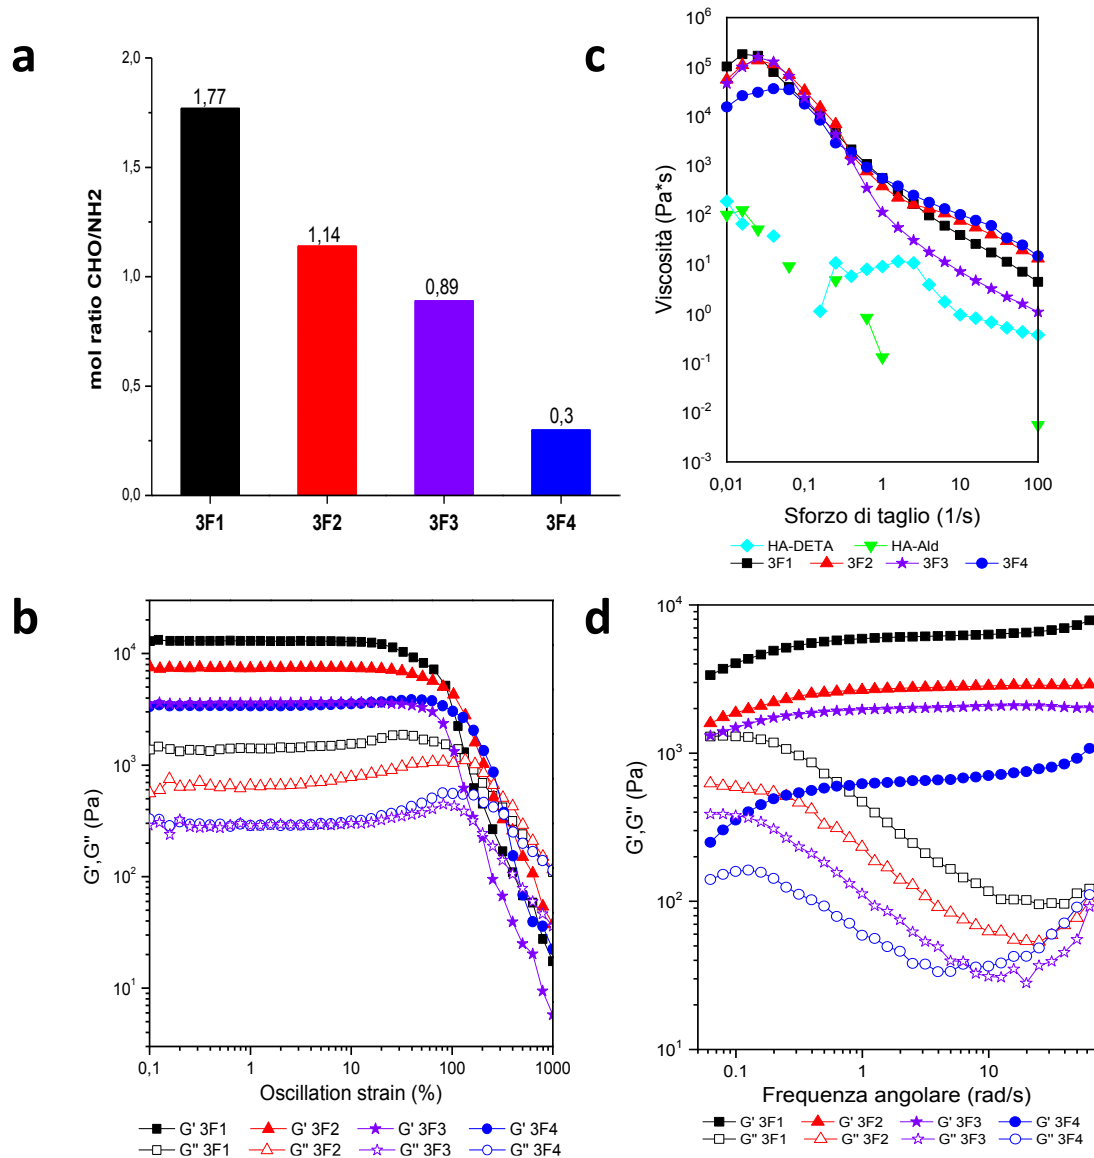 a
2,0
1,5
1,0
0,5
0,0
mol ratio CHO/NH2
1,77
1,14
0,89
0,3
3F1 3F2 3F3 3F4
c
10^6
10^5
10^4
10^3
10^2
10^1
10^0
10^-1
10^-2
10^-3
Viscosità (Pa*s)
0,01 0,1 1 10 100
Sforzo di taglio (1/s)
HA-DETA HA-Ald
3F1 3F2 3F3 3F4
b
10^4
10^3
10^2
10^1
G',G'' (Pa)
0,1 1 10 100 1000
Oscillation strain (%)
G' 3F1 G' 3F2 G' 3F3 G' 3F4
G'' 3F1 G'' 3F2 G'' 3F3 G'' 3F4
d
10^4
10^3
10^2
10^1
G',G'' (Pa)
0.1 1 10
Frequenza angolare (rad/s)
G' 3F1 G' 3F2 G' 3F3 G' 3F4
G'' 3F1 G'' 3F2 G'' 3F3 G'' 3F4